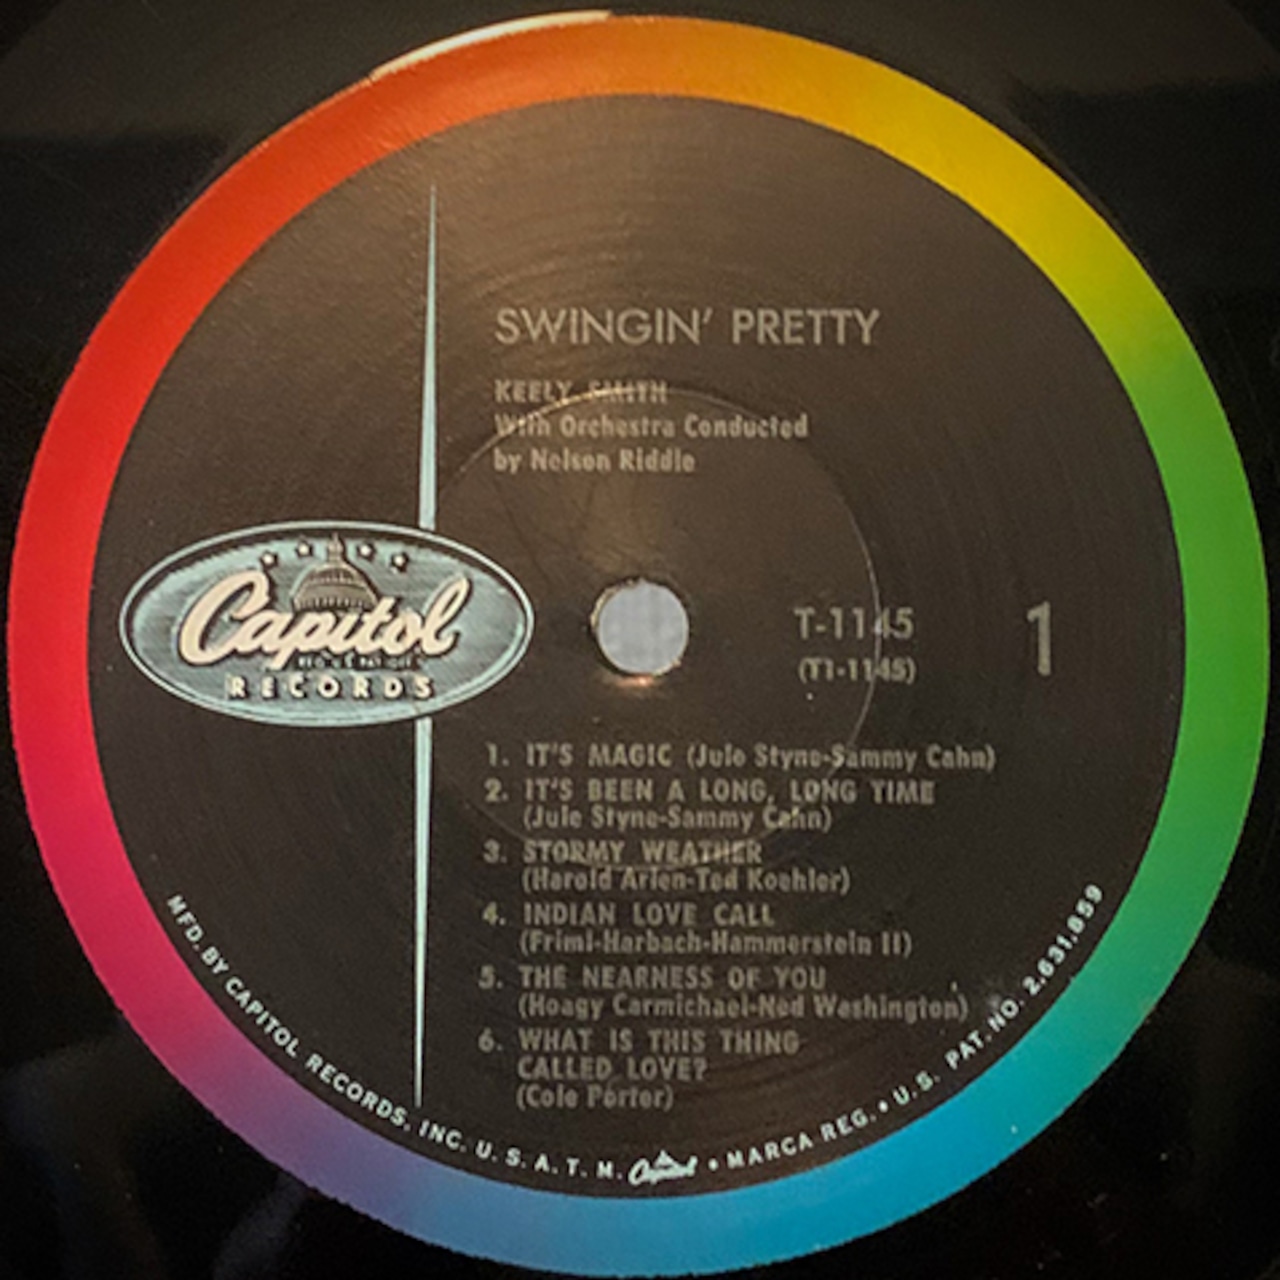 SWINGIN' PRETTY
KEELY SMITH
With Orchestra Conducted
by Nelson Riddle
Capitol
RECORDS
T-1145
(T1-1145)
1
1. IT'S MAGIC (Jule Styne-Sammy Cahn)
2. IT'S BEEN A LONG, LONG TIME
(Jule Styne-Sammy Cahn)
3. STORMY WEATHER
(Harold Arlen-Ted Koehler)
4. INDIAN LOVE CALL
(Friml-Harbach-Hammerstein II)
5. THE NEARNESS OF YOU
(Hoagy Carmichael-Ned Washington)
6. WHAT IS THIS THING
CALLED LOVE?
(Cole Porter)
MFD. BY CAPITOL RECORDS, INC. U. S. A. T. M. Capitol • MARCA REG. • U.S. PAT. NO. 2,631,859